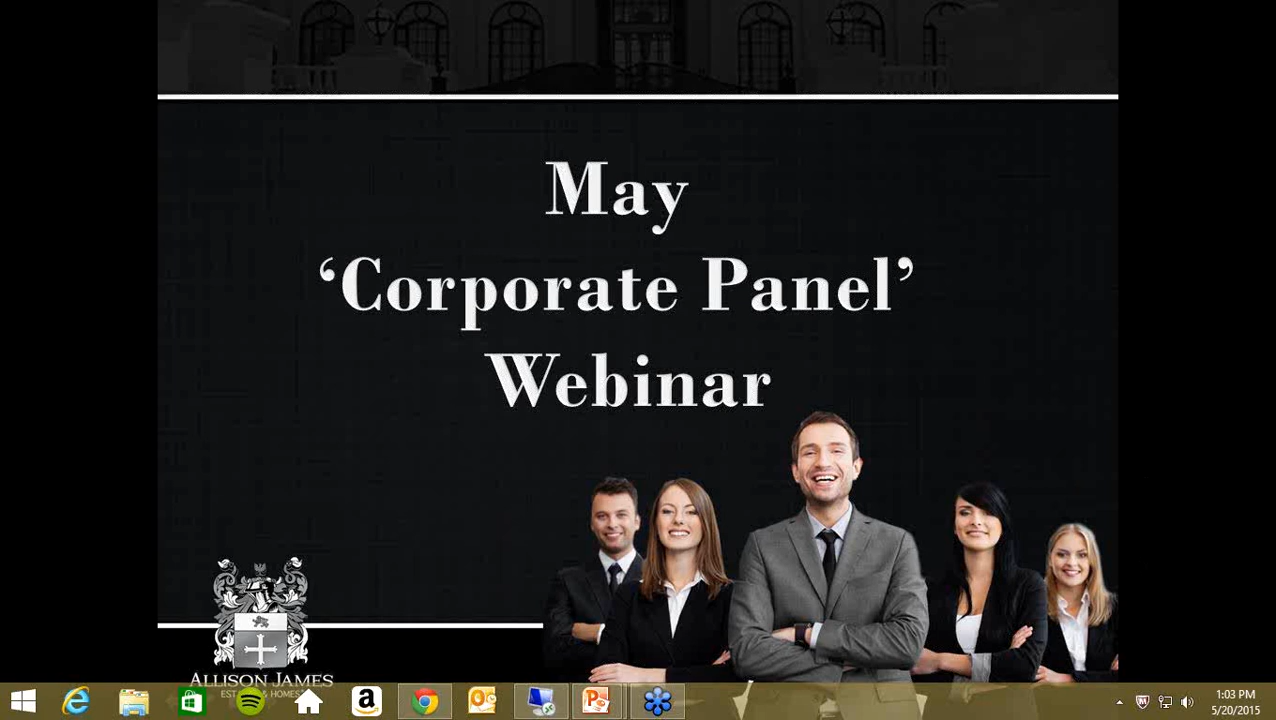 May
‘Corporate Panel’
Webinar
ALLISON JAMES
1:03 PM
5/20/2015